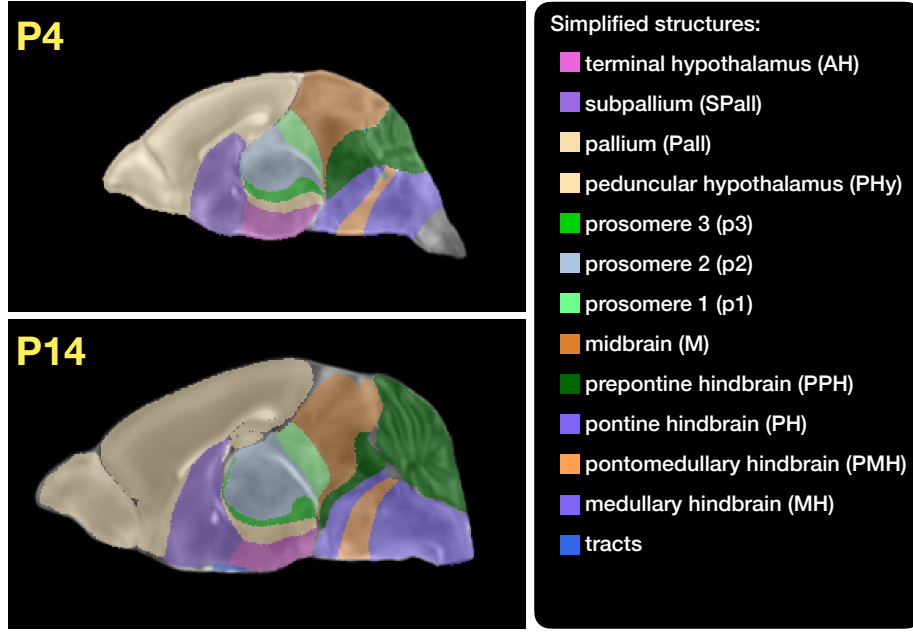 P4
P14
Simplified structures:
terminal hypothalamus (AH)
subpallium (SPall)
pallium (Pall)
peduncular hypothalamus (PHy)
prosomere 3 (p3)
prosomere 2 (p2)
prosomere 1 (p1)
midbrain (M)
prepontine hindbrain (PPH)
pontine hindbrain (PH)
pontomedullary hindbrain (PMH)
medullary hindbrain (MH)
tracts